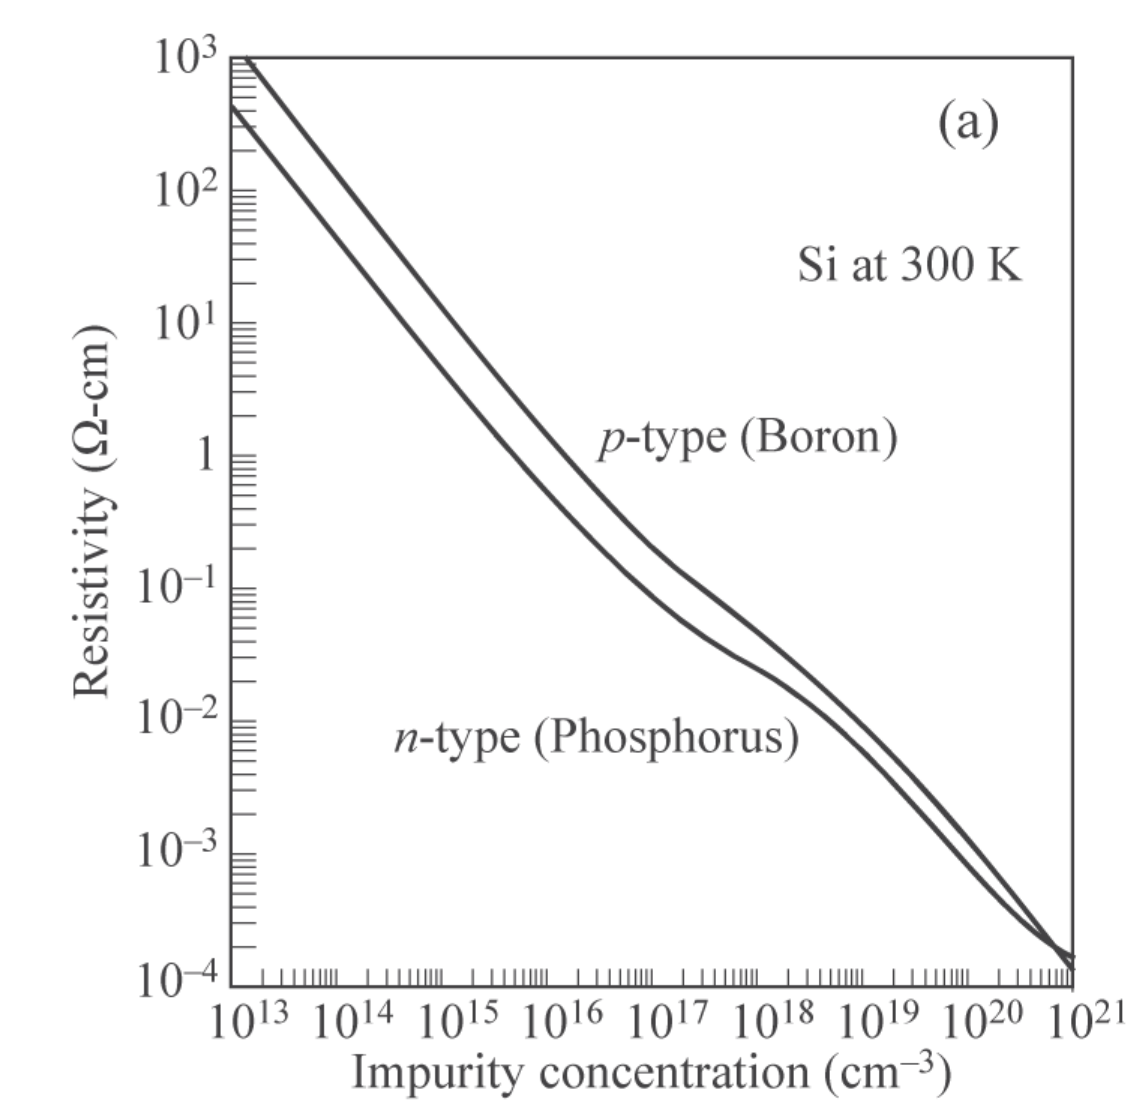 10³
(a)
10²
Si at 300 K
10¹
p-type (Boron)
1
Resistivity (Ω-cm)
10⁻¹
10⁻²
n-type (Phosphorus)
10⁻³
10⁻⁴
10¹³ 10¹⁴ 10¹⁵ 10¹⁶ 10¹⁷ 10¹⁸ 10¹⁹ 10²⁰ 10²¹
Impurity concentration (cm⁻³)